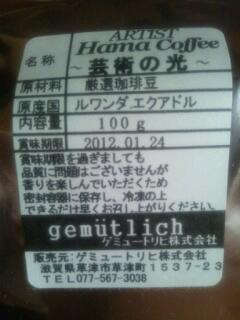 ARTIST
Hama Coffee
名称 ～芸術の光～
原材料 厳選珈琲豆
原産国 ルワンダ.エクアドル
内容量 100g
賞味期限 2012.01.24
賞味期限を過ぎましても
品質に問題はございませんが
香りを楽しんでいただくため
密封容器に保存し、冷凍の上
できるだけ早くお召し上がりください。
gemütlich
ゲミュートリヒ株式会社
販売元：ゲミュートリヒ株式会社
滋賀県草津市草津町1537-23
TEL077-567-3038